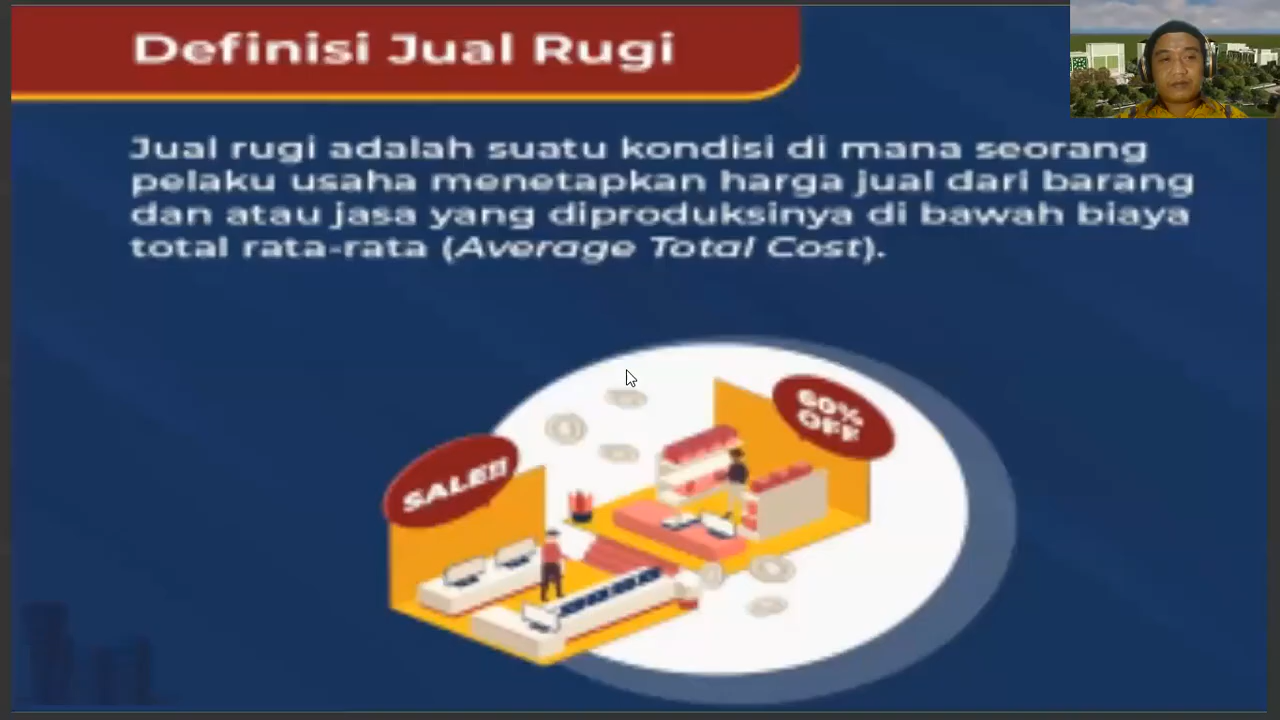 Definisi Jual Rugi
Jual rugi adalah suatu kondisi di mana seorang
pelaku usaha menetapkan harga jual dari barang
dan atau jasa yang diproduksinya di bawah biaya
total rata-rata (Average Total Cost).
60%
OFF
SALE!!